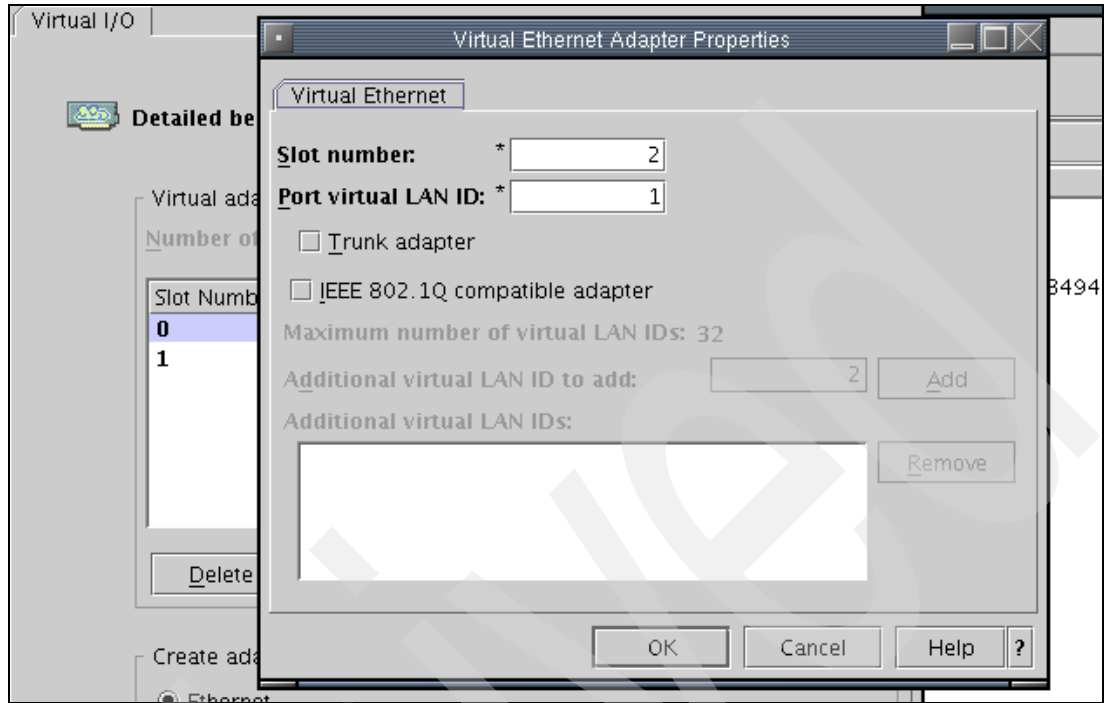 Virtual I/O
Virtual Ethernet Adapter Properties
Virtual Ethernet
Detailed be
Slot number: * 2
Port virtual LAN ID: * 1
Virtual ada
Number of
Trunk adapter
IEEE 802.1Q compatible adapter
8494
Slot Numb
0
1
Maximum number of virtual LAN IDs: 32
Additional virtual LAN ID to add: 2 Add
Additional virtual LAN IDs:
Remove
Delete
OK Cancel Help ?
Create ada
Ethernet